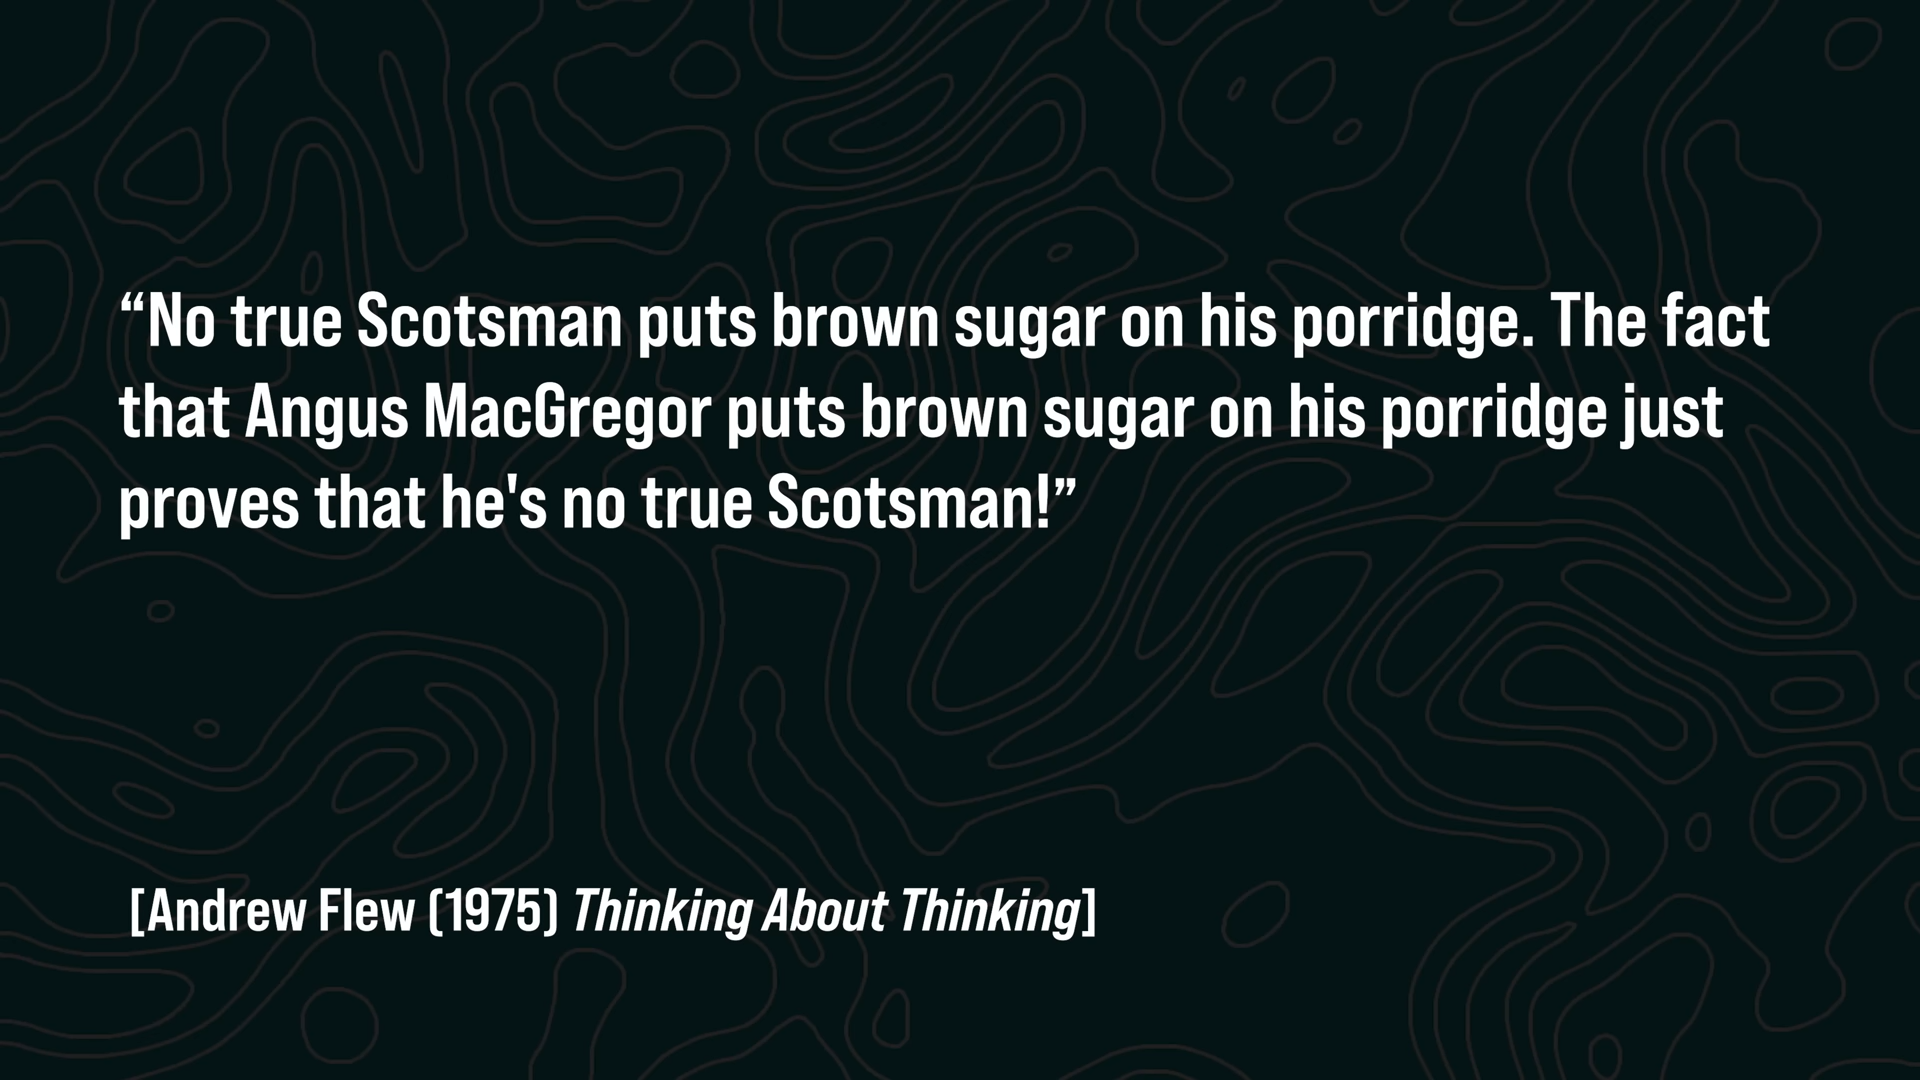 “No true Scotsman puts brown sugar on his porridge. The fact
that Angus MacGregor puts brown sugar on his porridge just
proves that he's no true Scotsman!”
[Andrew Flew (1975) Thinking About Thinking]